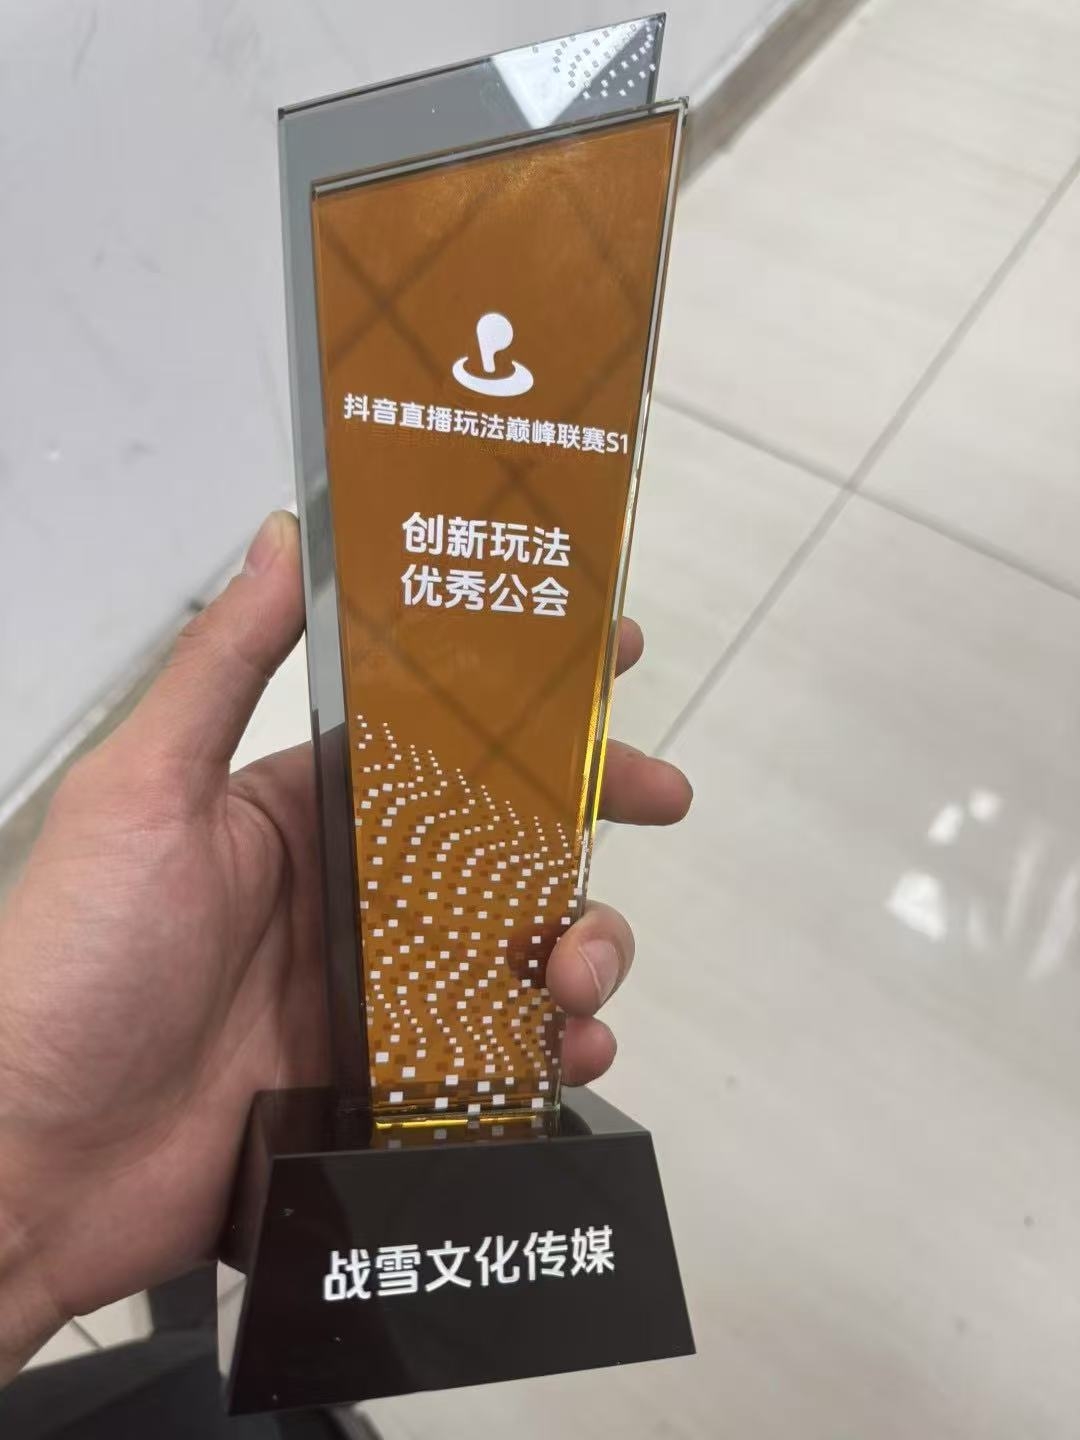 抖音直播玩法巅峰联赛S1
创新玩法
优秀公会
战雪文化传媒